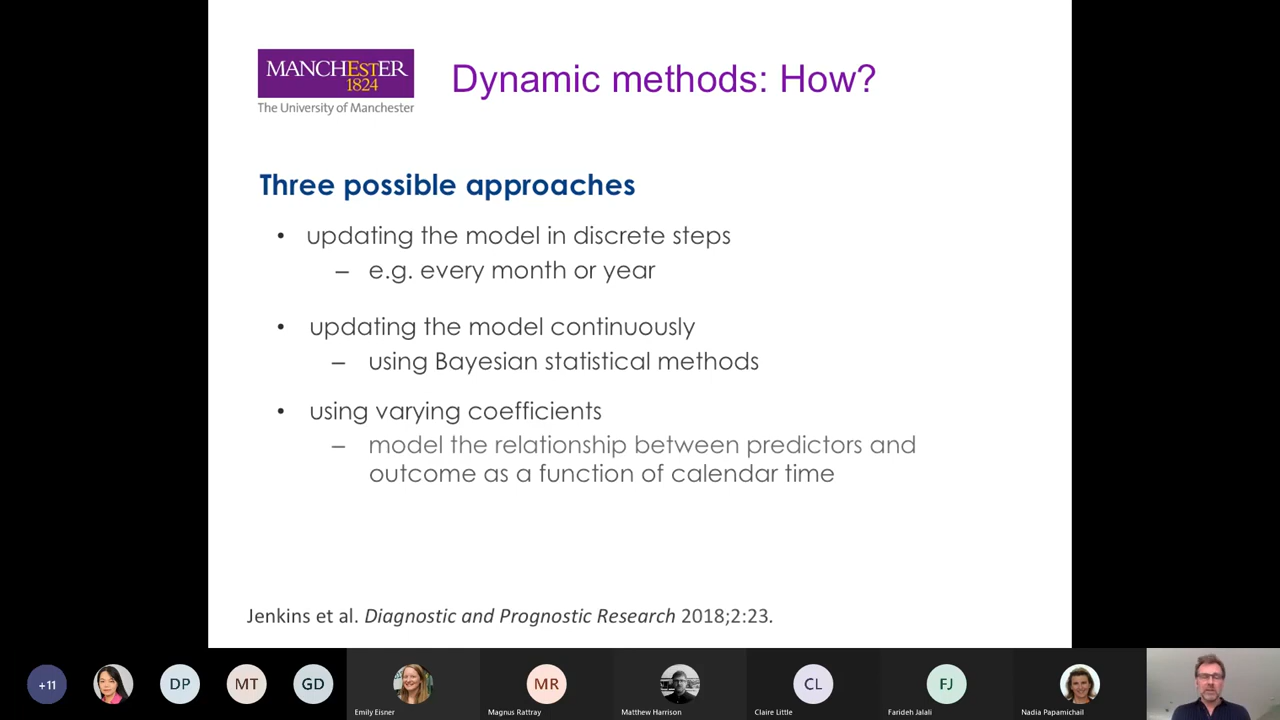 MANCHESTER
1824
The University of Manchester
Dynamic methods: How?
Three possible approaches
• updating the model in discrete steps
– e.g. every month or year
• updating the model continuously
– using Bayesian statistical methods
• using varying coefficients
– model the relationship between predictors and
outcome as a function of calendar time
Jenkins et al. Diagnostic and Prognostic Research 2018;2:23.
+11
DP
MT
GD
Emily Eisner
MR
Magnus Rattray
Matthew Harrison
CL
Claire Little
FJ
Farideh Jalali
Nadia Papamichail